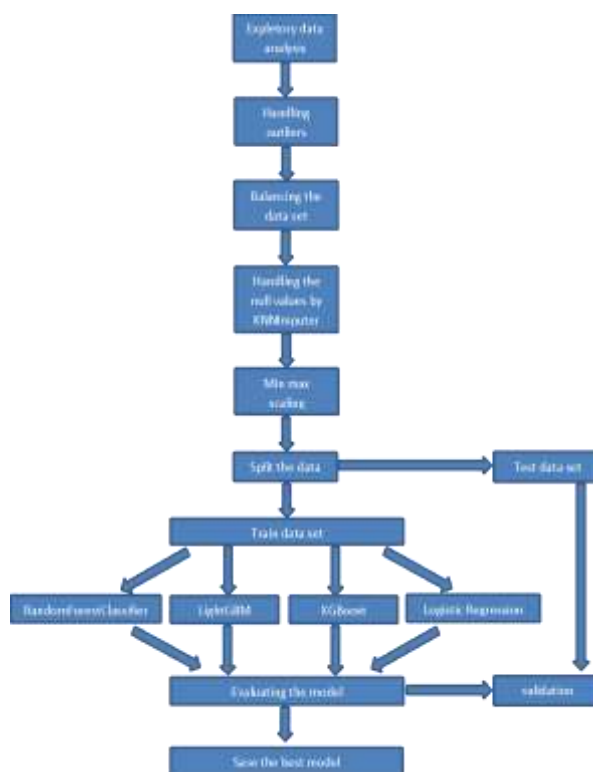 Expletory data
analysis
Handling
outliers
Balancing the
data set
Handling the
null values by
KNNImputer
Min max
scaling
Split the data
Test data set
Train data set
RandomForestClassifier
LightGBM
XGBoost
Logistic Regression
Evaluating the model
validation
Save the best model